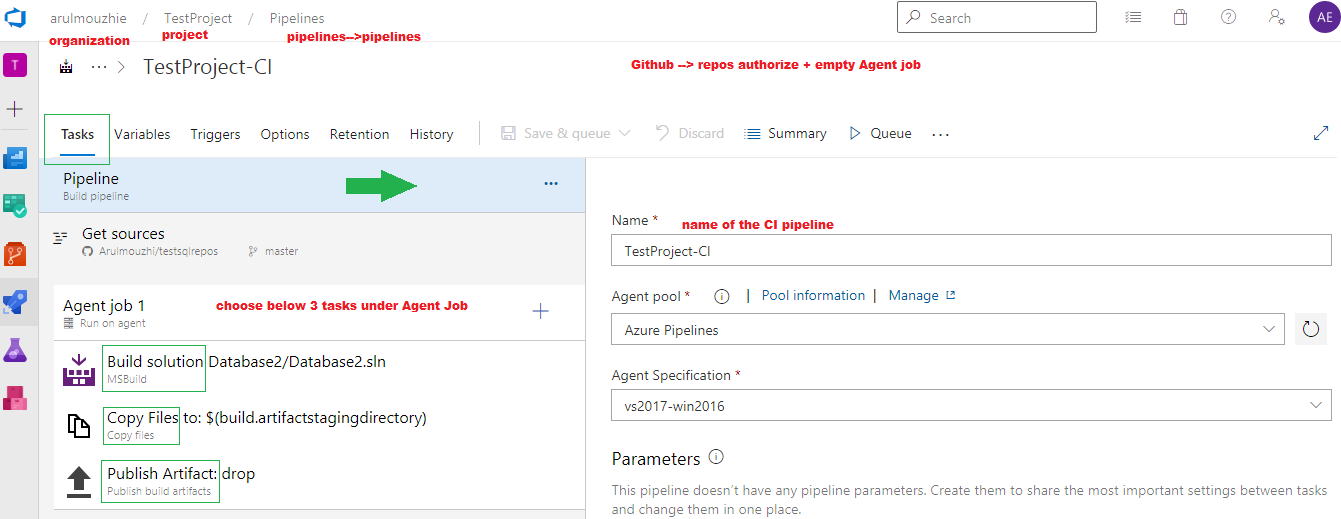 arulmouzhie / TestProject / Pipelines
Search
AE
organization
project
pipelines-->pipelines
T
... > TestProject-CI
Github --> repos authorize + empty Agent job
Tasks Variables Triggers Options Retention History
Save & queue Discard Summary Queue ...
Pipeline
Build pipeline
...
Get sources
Arulmouzhi/testsqlrepos master
Agent job 1
Run on agent
choose below 3 tasks under Agent Job
Build solution Database2/Database2.sln
MSBuild
Copy Files to: $(build.artifactstagingdirectory)
Copy files
Publish Artifact: drop
Publish build artifacts
Name *
name of the CI pipeline
TestProject-CI
Agent pool * | Pool information | Manage
Azure Pipelines
Agent Specification *
vs2017-win2016
Parameters
This pipeline doesn't have any pipeline parameters. Create them to share the most important settings between tasks
and change them in one place.